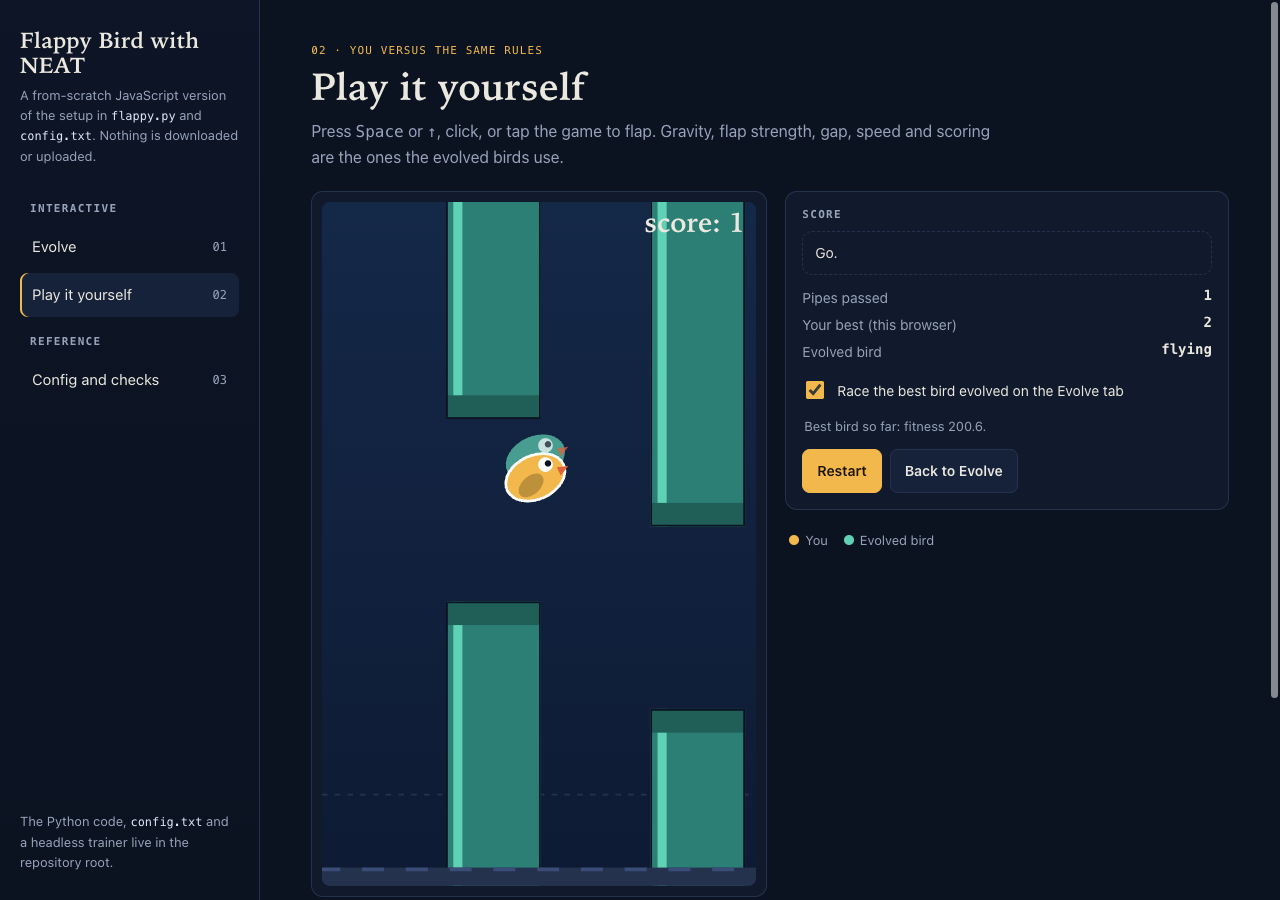 Flappy Bird with
NEAT
A from-scratch JavaScript version
of the setup in flappy.py and
config.txt. Nothing is downloaded
or uploaded.
INTERACTIVE
Evolve 01
Play it yourself 02
REFERENCE
Config and checks 03
The Python code, config.txt and
a headless trainer live in the
repository root.
02 · YOU VERSUS THE SAME RULES
Play it yourself
Press Space or ↑, click, or tap the game to flap. Gravity, flap strength, gap, speed and scoring
are the ones the evolved birds use.
score: 1
SCORE
Go.
Pipes passed 1
Your best (this browser) 2
Evolved bird flying
Race the best bird evolved on the Evolve tab
Best bird so far: fitness 200.6.
Restart Back to Evolve
You Evolved bird